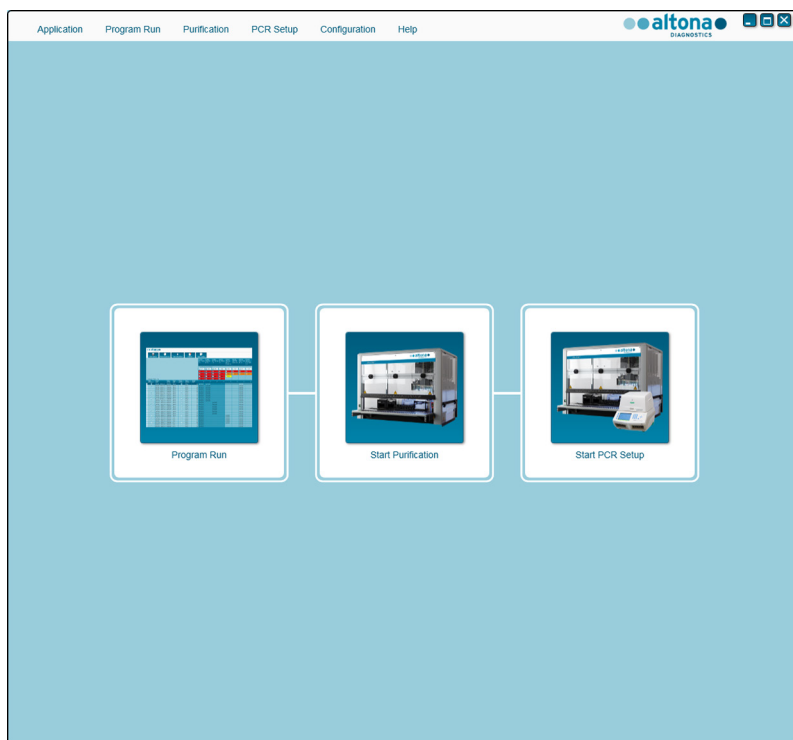 Application Program Run Purification PCR Setup Configuration Help
altona
DIAGNOSTICS
Program Run Start Purification Start PCR Setup